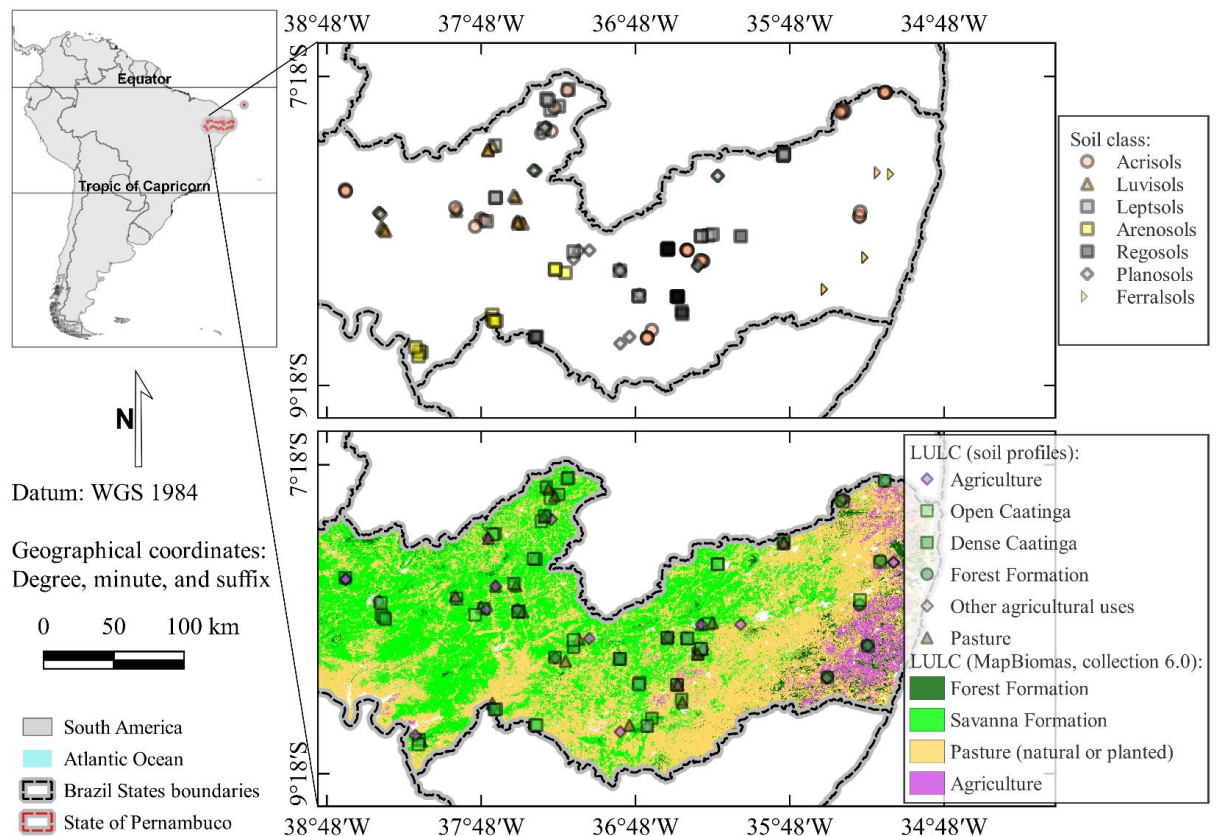 38°48'W 37°48'W 36°48'W 35°48'W 34°48'W
Equator
Tropic of Capricorn
7°18'S
9°18'S
Soil class:
Acrisols
Luvisols
Leptsols
Arenosols
Regosols
Planosols
Ferralsols
N
Datum: WGS 1984
Geographical coordinates:
Degree, minute, and suffix
0 50 100 km
South America
Atlantic Ocean
Brazil States boundaries
State of Pernambuco
7°18'S
9°18'S
LULC (soil profiles):
Agriculture
Open Caatinga
Dense Caatinga
Forest Formation
Other agricultural uses
Pasture
LULC (MapBiomas, collection 6.0):
Forest Formation
Savanna Formation
Pasture (natural or planted)
Agriculture
38°48'W 37°48'W 36°48'W 35°48'W 34°48'W